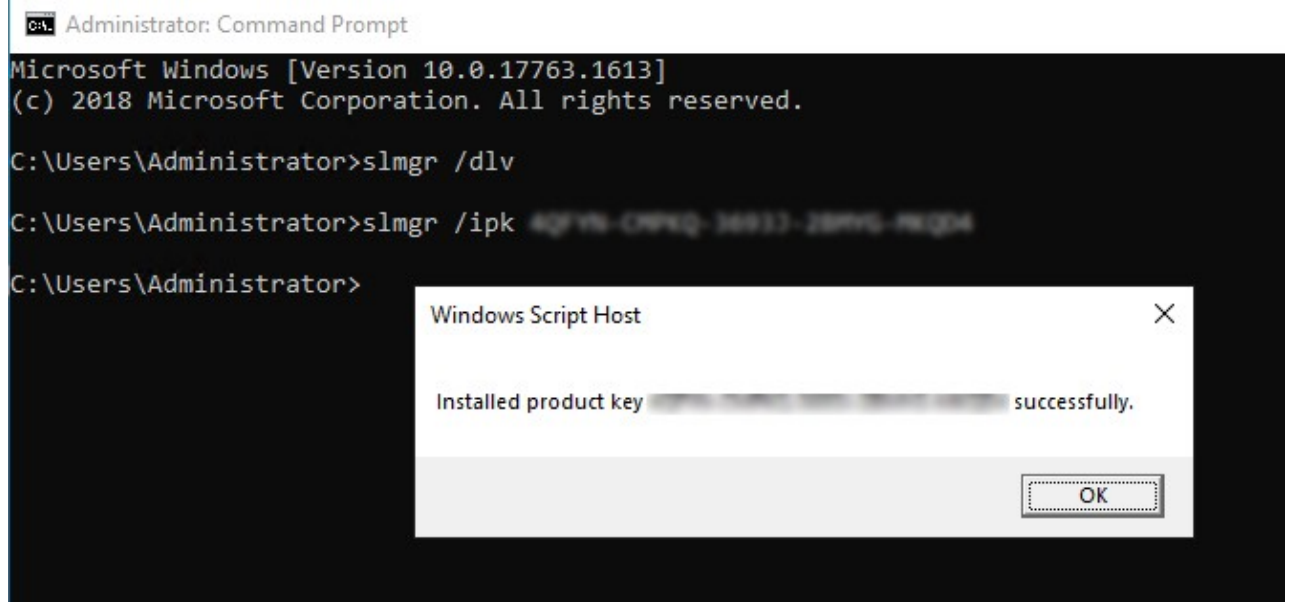 Administrator: Command Prompt
Microsoft Windows [Version 10.0.17763.1613]
(c) 2018 Microsoft Corporation. All rights reserved.
C:\Users\Administrator>slmgr /dlv
C:\Users\Administrator>slmgr /ipk
C:\Users\Administrator>
Windows Script Host
Installed product key successfully.
OK